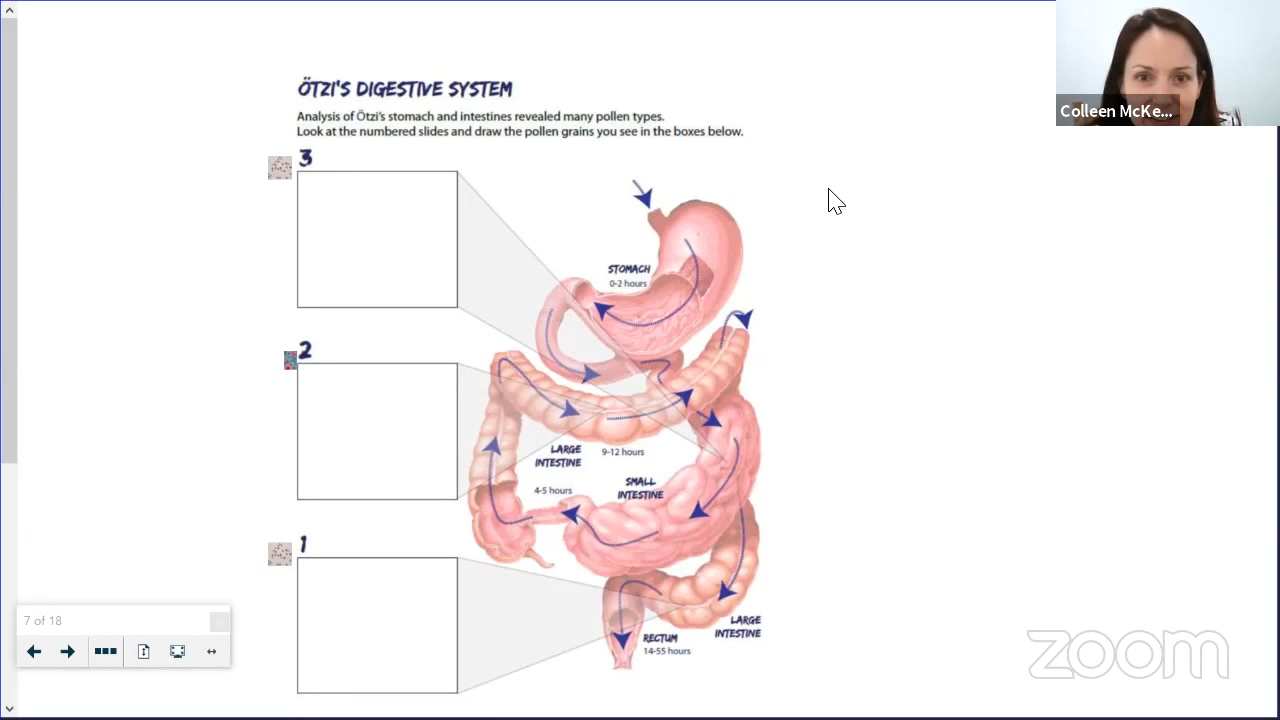 Colleen McKe...
ÖTZI'S DIGESTIVE SYSTEM
Analysis of Ötzi's stomach and intestines revealed many pollen types.
Look at the numbered slides and draw the pollen grains you see in the boxes below.
3
STOMACH
0-2 hours
2
LARGE
INTESTINE
9-12 hours
SMALL
INTESTINE
4-5 hours
1
LARGE
INTESTINE
RECTUM
14-55 hours
7 of 18
zoom